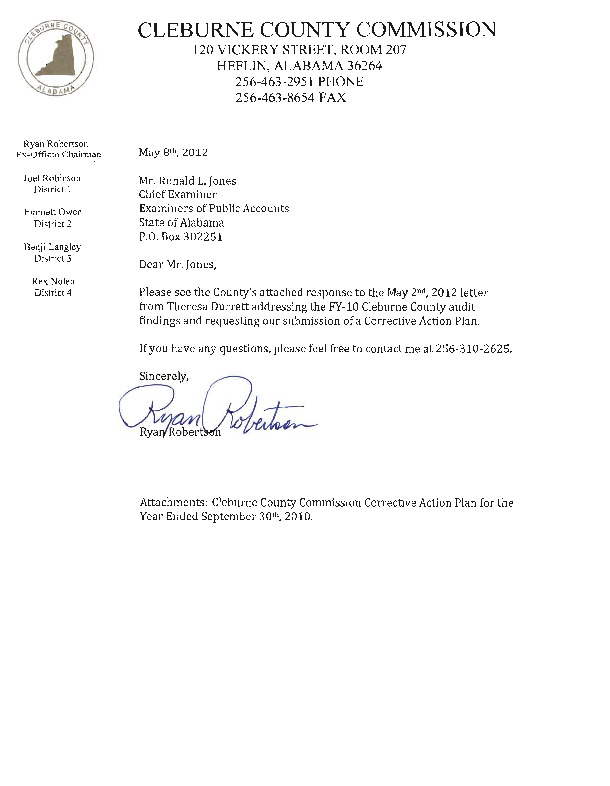 CLEBURNE COUNTY
ALABAMA
CLEBURNE COUNTY COMMISSION
120 VICKERY STREET, ROOM 207
HEFLIN, ALABAMA 36264
256-463-2951 PHONE
256-463-8654 FAX
Ryan Robertson
Ex-Officio Chairman
Joel Robinson
District 1
Emmett Owen
District 2
Benji Langley
District 3
Rex Nolen
District 4
May 8th, 2012
Mr. Ronald L. Jones
Chief Examiner
Examiners of Public Accounts
State of Alabama
P.O. Box 302251
Dear Mr. Jones,
Please see the County's attached response to the May 2nd, 2012 letter
from Theresa Durrett addressing the FY-10 Cleburne County audit
findings and requesting our submission of a Corrective Action Plan.
If you have any questions, please feel free to contact me at 256-310-2625.
Sincerely,
Ryan Robertson
Ryan Robertson
Attachments: Cleburne County Commission Corrective Action Plan for the
Year Ended September 30th, 2010.